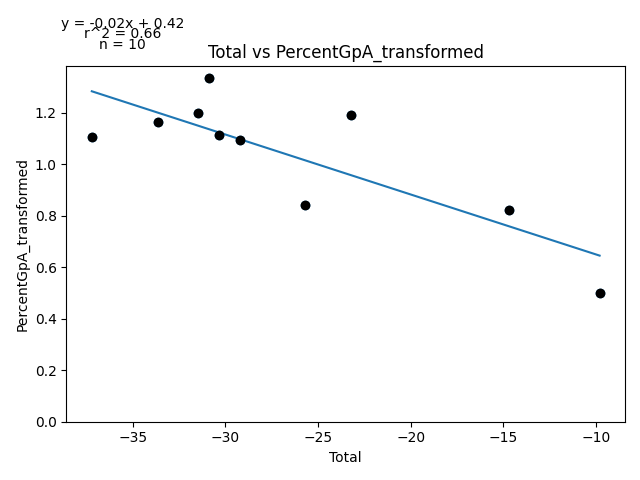 y = -0.02x + 0.42
r^2 = 0.66
n = 10
Total vs PercentGpA_transformed
PercentGpA_transformed
1.2
1.0
0.8
0.6
0.4
0.2
0.0
−35
−30
−25
−20
−15
−10
Total